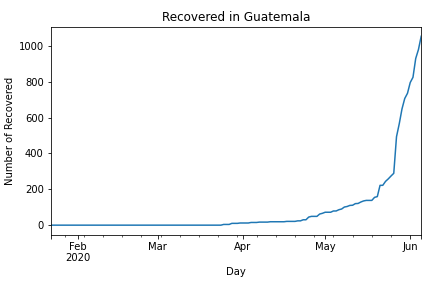 Recovered in Guatemala
Number of Recovered
1000
800
600
400
200
0
Feb
2020
Mar
Apr
May
Jun
Day